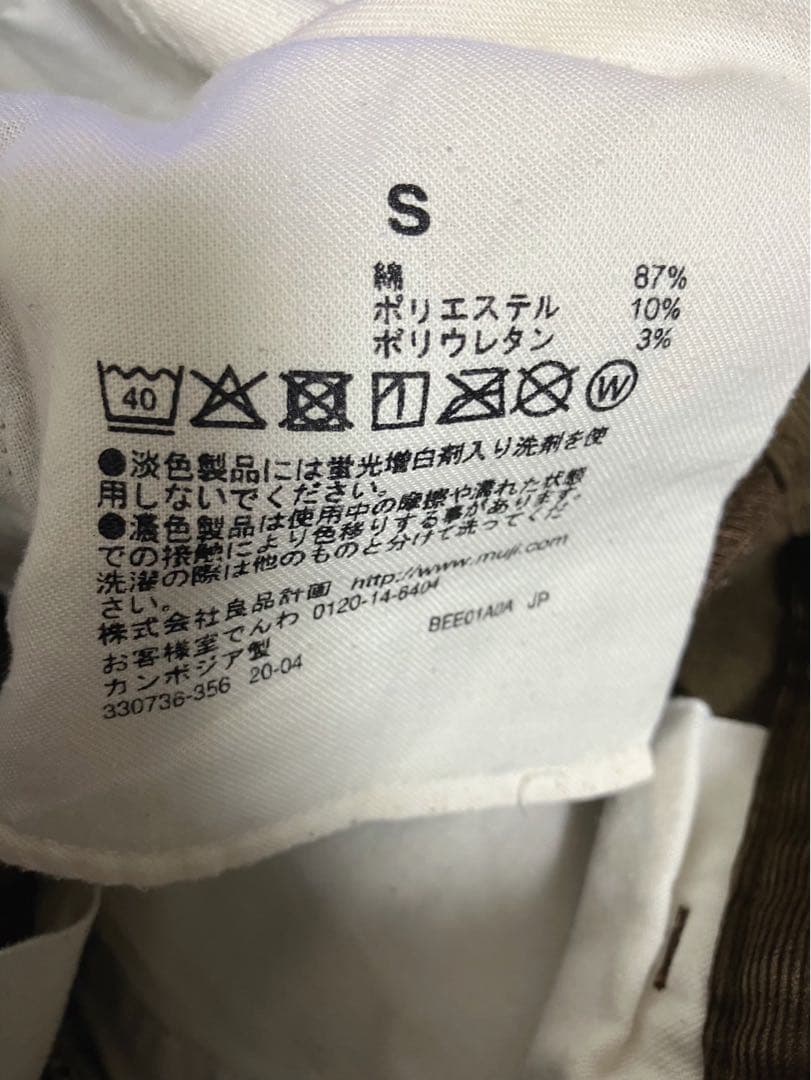 S
綿 87%
ポリエステル 10%
ポリウレタン 3%
40 W
●淡色製品には蛍光増白剤入り洗剤を使
用しないでください。
●濃色製品は使用中の摩擦や濡れた状態
での接触により色移りする事があります。
洗濯の際は他のものと分けて洗ってくだ
さい。
株式会社良品計画 http://www.muji.com
お客様室でんわ 0120-14-6404
カンボジア製 BEE01A0A JP
330736-356 20-04